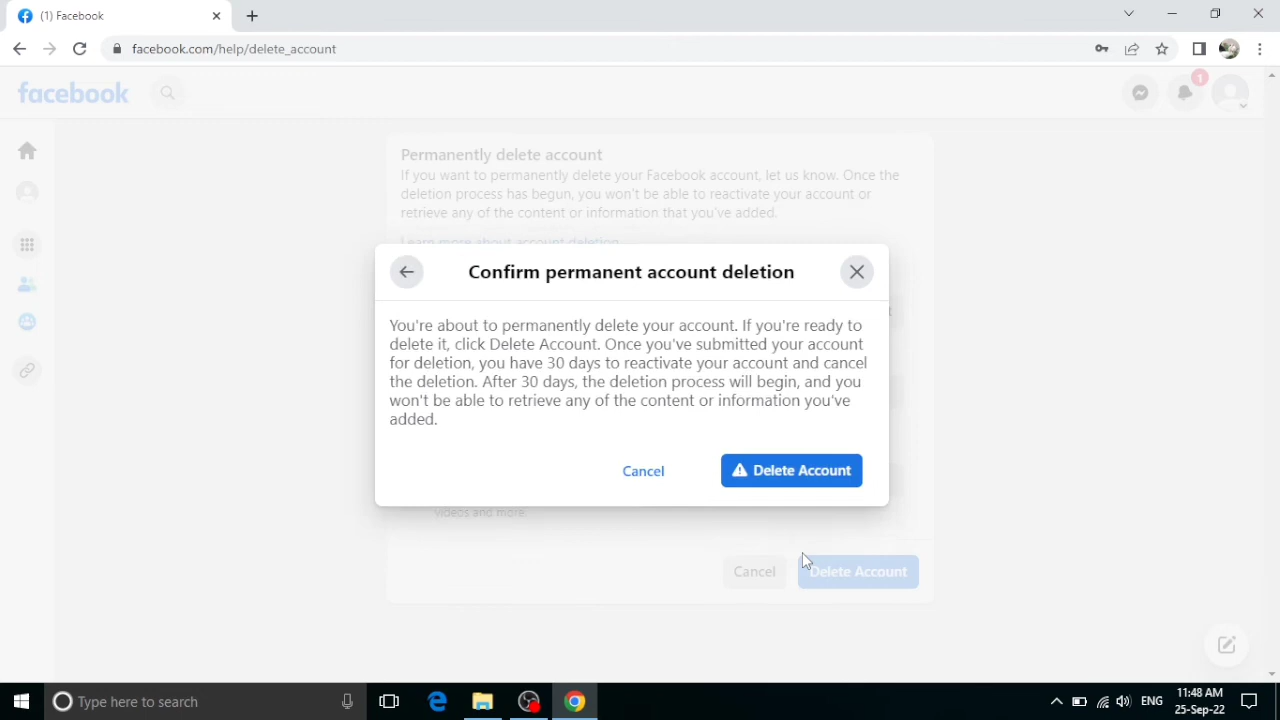 (1) Facebook
facebook.com/help/delete_account
facebook
1
Permanently delete account
If you want to permanently delete your Facebook account, let us know. Once the
deletion process has begun, you won't be able to reactivate your account or
retrieve any of the content or information that you've added.
Learn more about account deletion
Confirm permanent account deletion
You're about to permanently delete your account. If you're ready to
delete it, click Delete Account. Once you've submitted your account
for deletion, you have 30 days to reactivate your account and cancel
the deletion. After 30 days, the deletion process will begin, and you
won't be able to retrieve any of the content or information you've
added.
Cancel
Delete Account
videos and more.
Cancel
Delete Account
Type here to search
ENG
11:48 AM
25-Sep-22